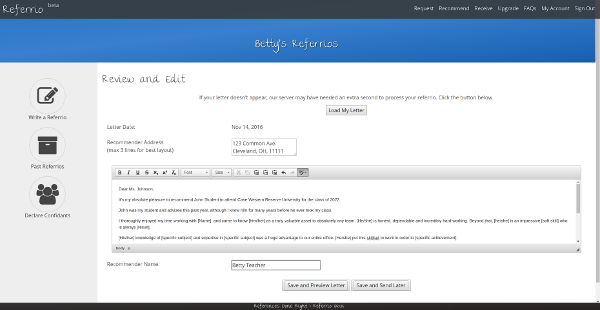 Referrio beta
Request Recommend Receive Upgrade FAQs My Account Sign Out
Betty's Referrios
Review and Edit
If your letter doesn't appear, our server may have needed an extra second to process your referrio. Click the button below.
Load My Letter
Write a Referrio
Past Referrios
Declare Confidants
Letter Date: Nov 14, 2016
Recommender Address
(max 3 lines for best layout)
123 Common Ave.
Cleveland, OH, 11111
B I U S Font Size
Dear Ms. Johnson,
It's my absolute pleasure to recommend John Student to attend Case Western Reserve University for the class of 2022.
John was my student and advisee this past year, although I knew him for many years before he ever took my class.
I thoroughly enjoyed my time working with [Name], and came to know [him/her] as a truly valuable asset to absolutely any team. [He/she] is honest, dependable and incredibly hard working. Beyond that, [he/she] is an impressive [soft skill] who
is always [result].
[His/her] knowledge of [specific subject] and expertise in [specific subject] was a huge advantage to our entire office. [He/she] put this skillset to work in order to [specific achievement].
body p
Recommender Name: Betty Teacher
Save and Preview Letter Save and Send Later
References Done Right | Referrio 2016